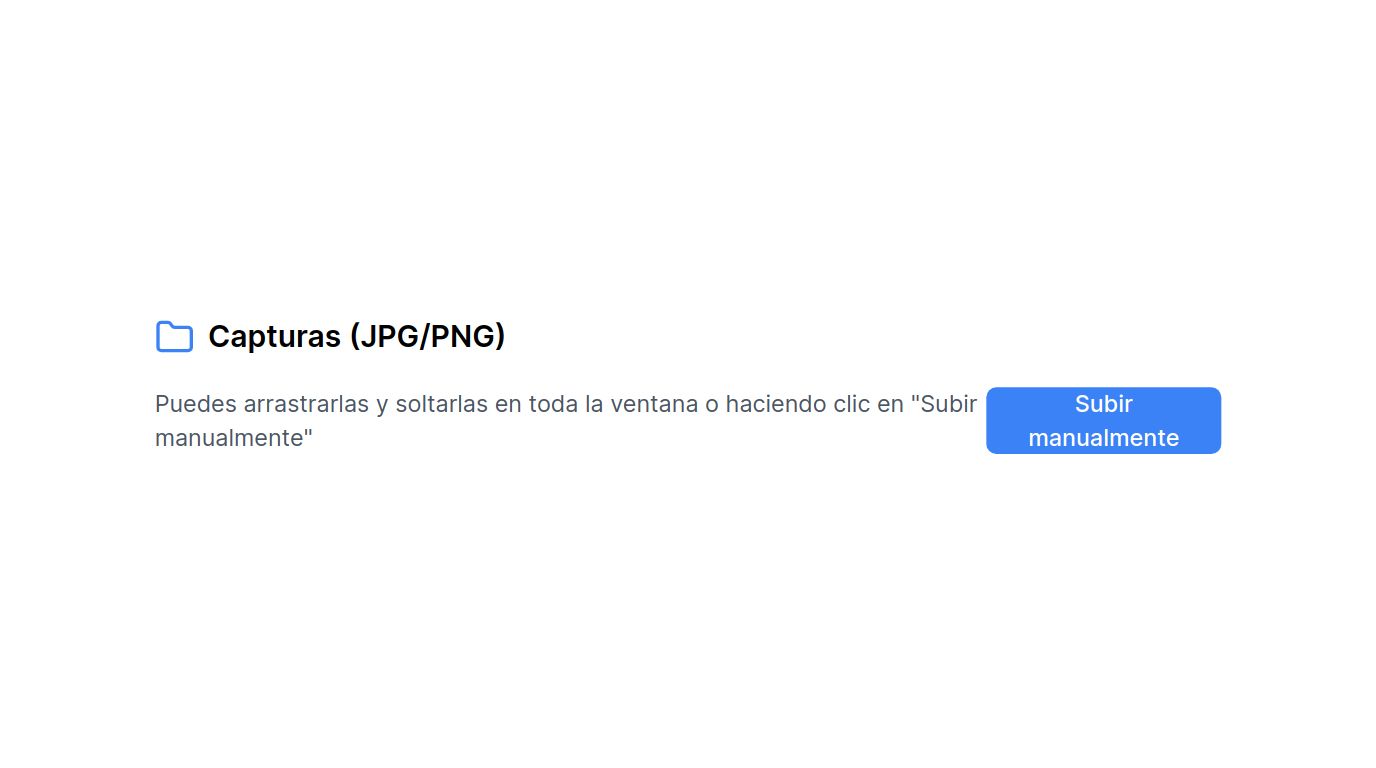 Capturas (JPG/PNG)
Puedes arrastrarlas y soltarlas en toda la ventana o haciendo clic en "Subir
manualmente"
Subir
manualmente